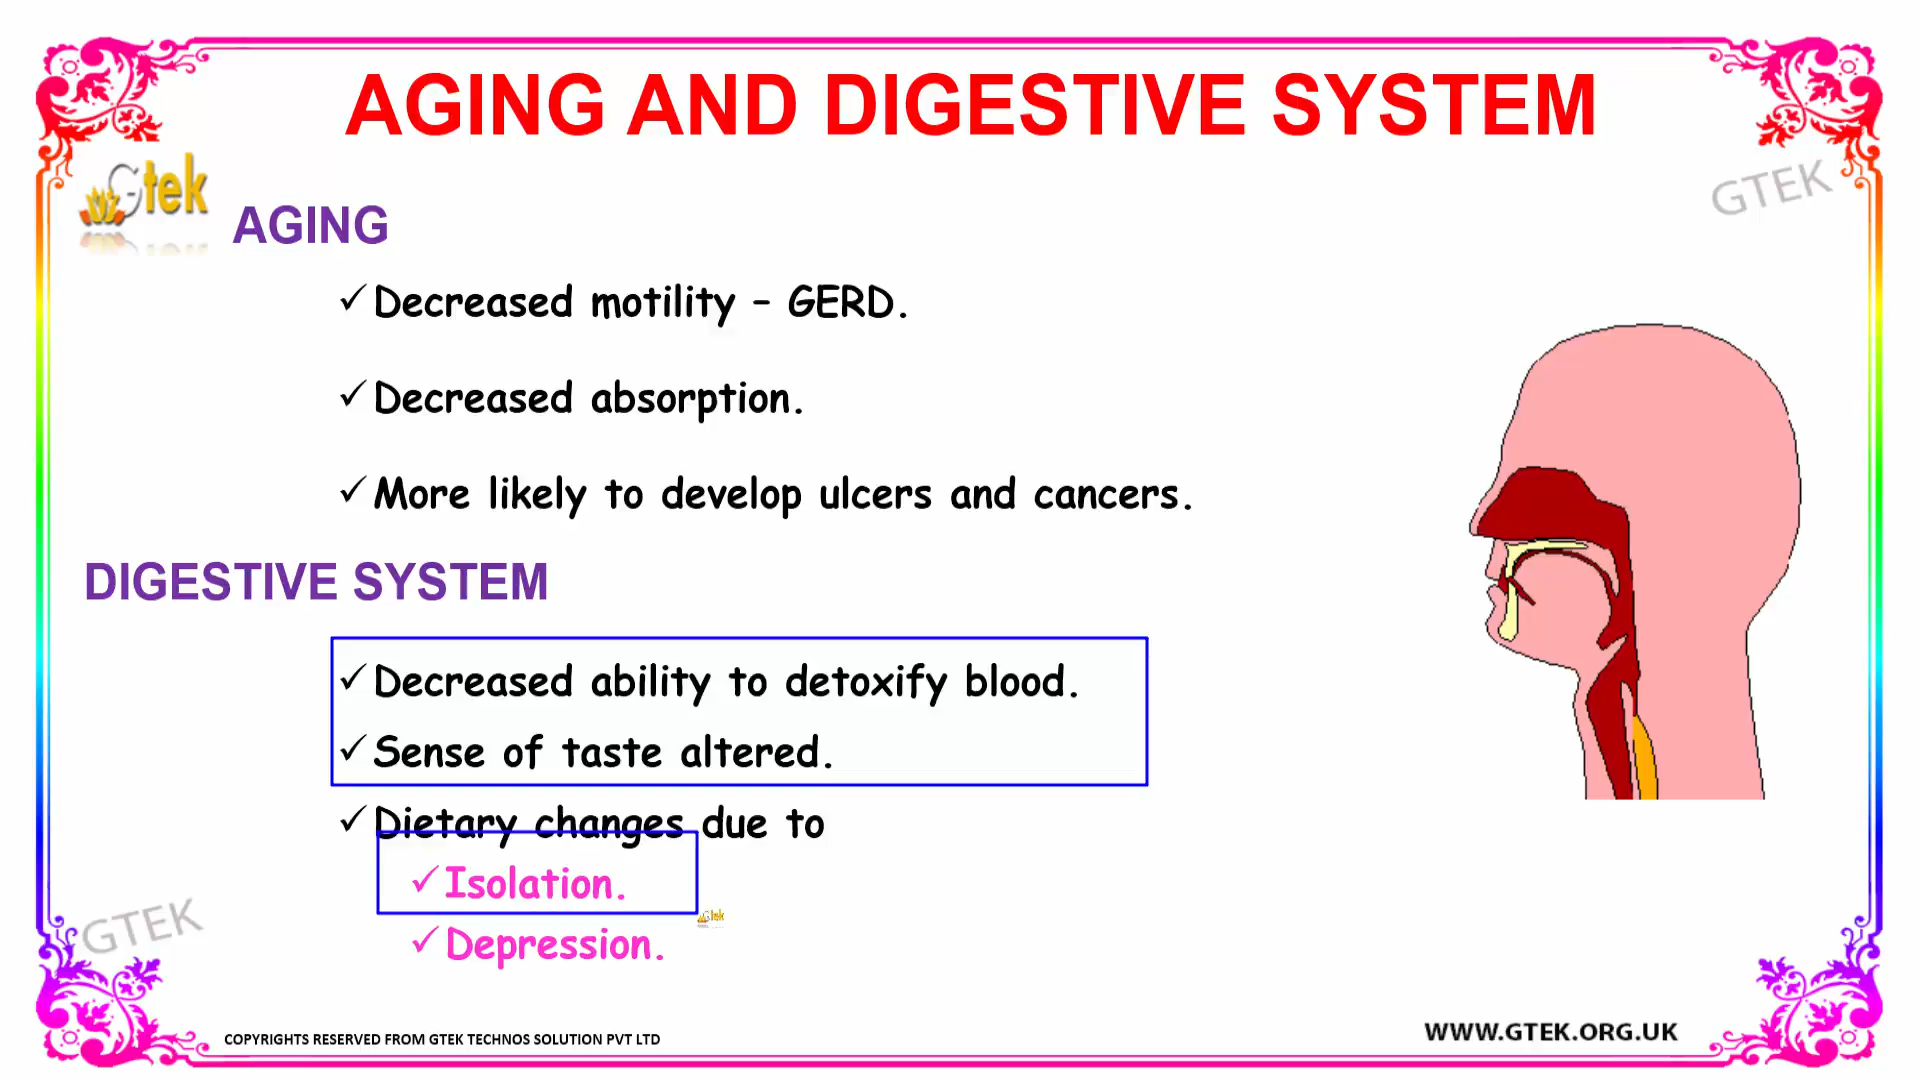 AGING AND DIGESTIVE SYSTEM
Gtek
GTEK
AGING
✓Decreased motility – GERD.
✓Decreased absorption.
✓More likely to develop ulcers and cancers.
DIGESTIVE SYSTEM
✓Decreased ability to detoxify blood.
✓Sense of taste altered.
✓Dietary changes due to
✓Isolation.
Gtek
GTEK
✓Depression.
COPYRIGHTS RESERVED FROM GTEK TECHNOS SOLUTION PVT LTD
WWW.GTEK.ORG.UK